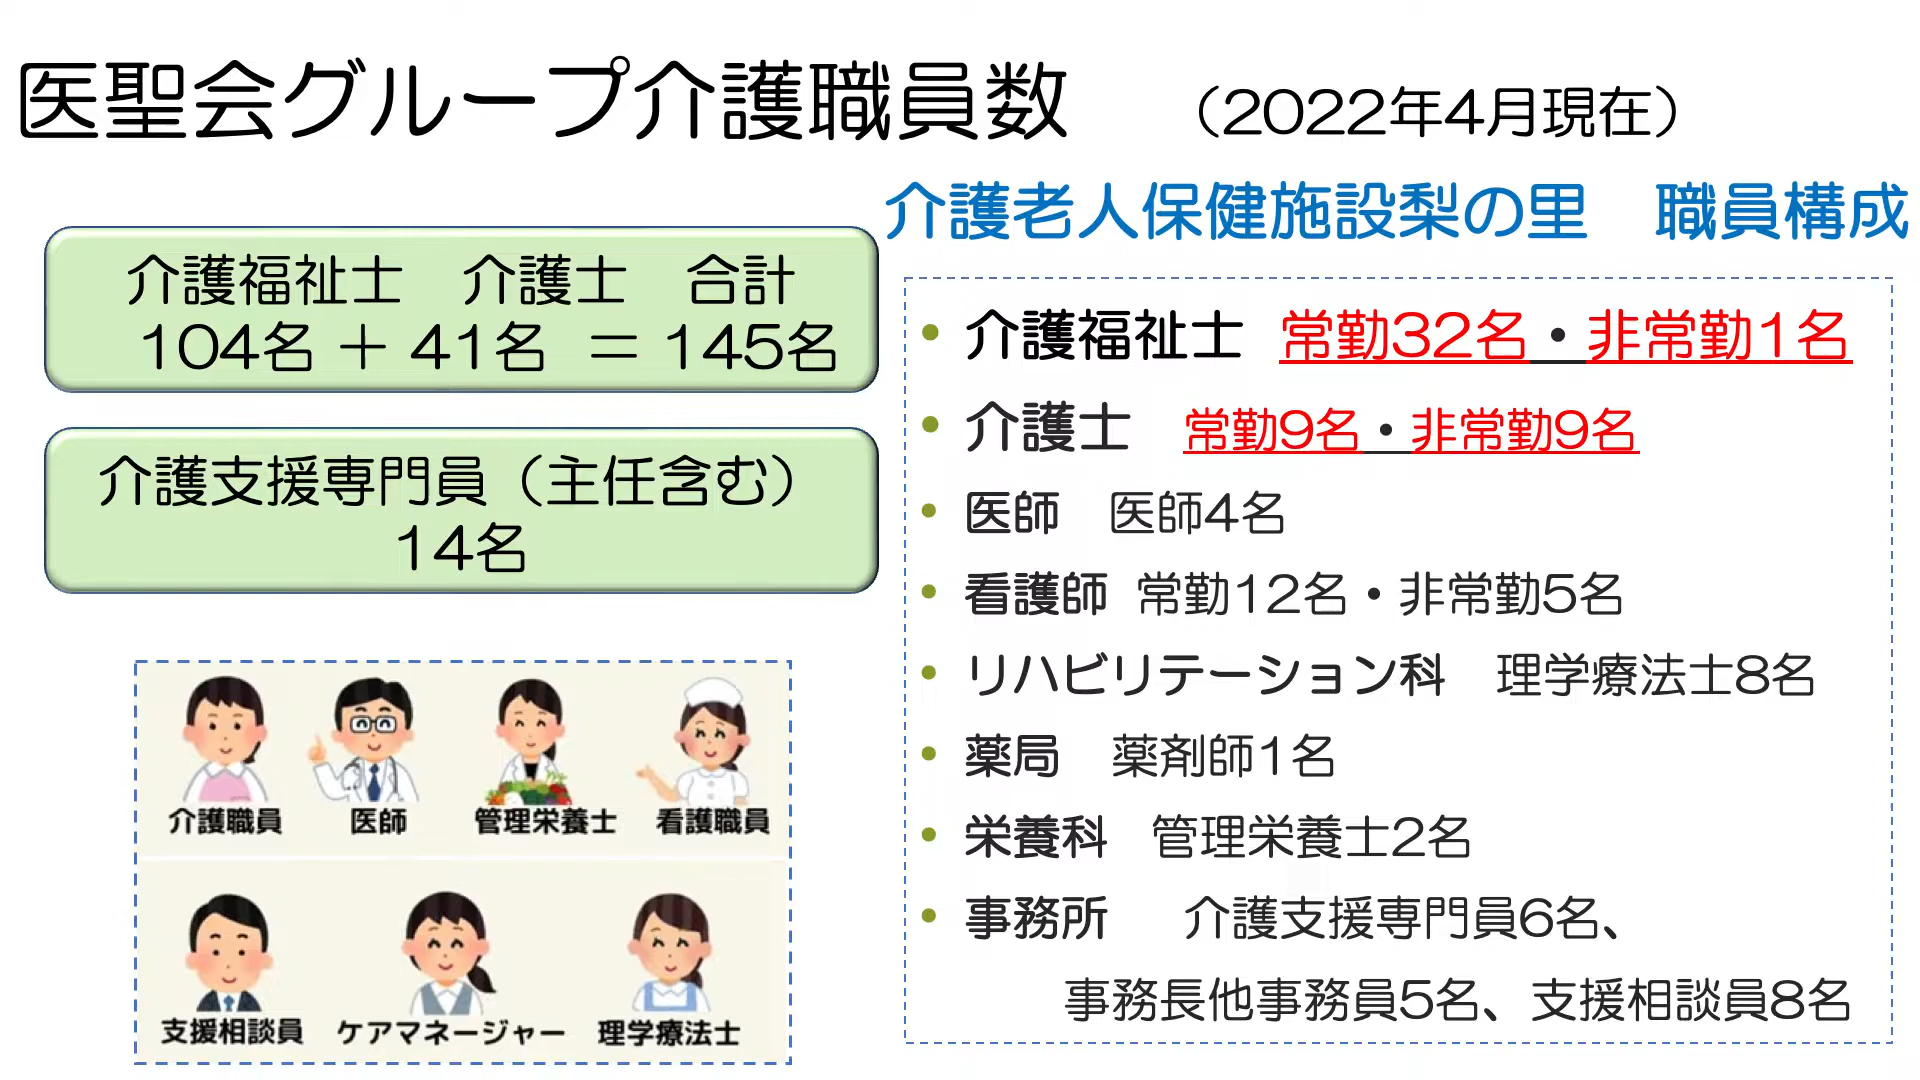 医聖会グループ介護職員数　（2022年4月現在）
介護福祉士　介護士　合計
104名 ＋ 41名 ＝ 145名
介護支援専門員（主任含む）
14名
介護職員　医師　管理栄養士　看護職員
支援相談員　ケアマネージャー　理学療法士
介護老人保健施設梨の里　職員構成
• 介護福祉士 常勤32名・非常勤1名
• 介護士　常勤9名・非常勤9名
• 医師　医師4名
• 看護師 常勤12名・非常勤5名
• リハビリテーション科　理学療法士8名
• 薬局　薬剤師1名
• 栄養科　管理栄養士2名
• 事務所　介護支援専門員6名、
事務長他事務員5名、支援相談員8名